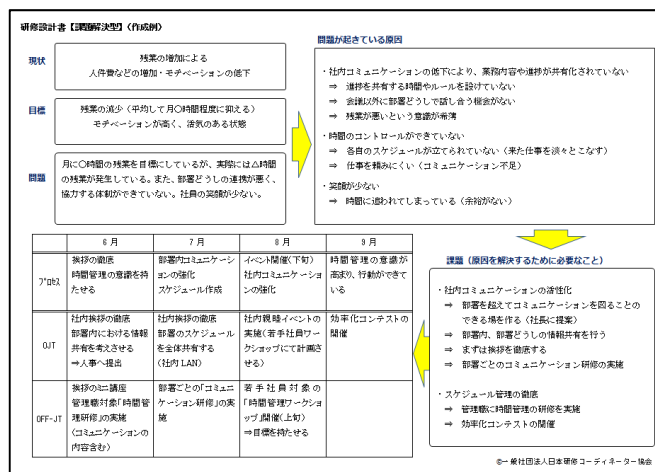 研修設計書【課題解決型】（作成例）
現状
残業の増加による
人件費などの増加・モチベーションの低下
目標
残業の減少（平均して月〇時間程度に抑える）
モチベーションが高く、活気のある状態
問題
月に〇時間の残業を目標にしているが、実際には△時間
の残業が発生している。また、部署どうしの連携が悪く、
協力する体制ができていない。社員の笑顔が少ない。
問題が起きている原因
・社内コミュニケーションの低下により、業務内容や進捗が共有化されていない
⇒ 進捗を共有する時間やルールを設けていない
⇒ 会議以外に部署どうしで話し合う機会がない
⇒ 残業が悪いという意識が希薄
・時間のコントロールができていない
⇒ 各自のスケジュールが立てられていない（来た仕事を淡々とこなす）
⇒ 仕事を頼みにくい（コミュニケーション不足）
・笑顔が少ない
⇒ 時間に追われてしまっている（余裕がない）
課題（原因を解決するために必要なこと）
・社内コミュニケーションの活性化
⇒ 部署を超えてコミュニケーションを図ることの
できる場を作る（社長に提案）
⇒ 部署内、部署どうしの情報共有を行う
⇒ まずは挨拶を徹底する
⇒ 部署ごとのコミュニケーション研修の実施
・スケジュール管理の徹底
⇒ 管理職に時間管理の研修を実施
⇒ 効率化コンテストの開催
6月
7月
8月
9月
プロセス
挨拶の徹底
時間管理の意識を持
たせる
部署内コミュニケーシ
ョンの強化
スケジュール作成
イベント開催（下旬）
社内コミュニケーショ
ンの強化
時間管理の意識が
高まり、行動ができて
いる
OJT
社内挨拶の徹底
部署内における情報
共有を考えさせる
⇒人事へ提出
社内挨拶の徹底
部署のスケジュール
を全体共有する
（社内LAN）
社内親睦イベントの
実施（若手社員ワー
クショップにて計画さ
せる）
効率化コンテストの
開催
OFF-JT
挨拶のミニ講座
管理職対象「時間管
理研修」の実施
（コミュニケーションの
内容含む）
部署ごとの「コミュニ
ケーション研修」の実
施
若手社員対象の
「時間管理ワークショ
ップ」開催（上旬）
⇒目標を持たせる
©一般社団法人日本研修コーディネーター協会